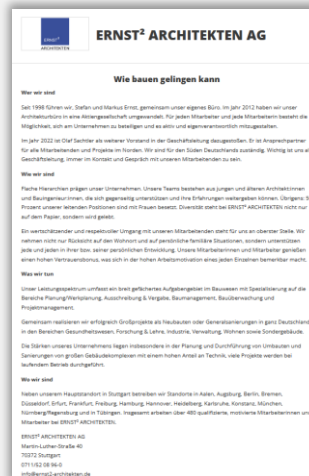 ERNST²
ARCHITEKTEN
ERNST² ARCHITEKTEN AG
Wie bauen gelingen kann
Wer wir sind
Seit 1998 führen wir, Stefan und Markus Ernst, gemeinsam unser eigenes Büro. Im Jahr 2012 haben wir unser
Architekturbüro in eine Aktiengesellschaft umgewandelt. Für jeden Mitarbeiter und jede Mitarbeiterin besteht die
Möglichkeit, sich am Unternehmen zu beteiligen und es aktiv und eigenverantwortlich mitzugestalten.
Im Jahr 2022 ist Olaf Sachtler als weiterer Vorstand in der Geschäftsleitung dazugestoßen. Er ist Ansprechpartner
für alle Mitarbeitenden und Projekte im Norden. Wir sind für den Süden Deutschlands zuständig. Wichtig ist uns al
Geschäftsleitung, immer im Kontakt und Gespräch mit unseren Mitarbeitenden zu sein.
Wie wir sind
Flache Hierarchien prägen unser Unternehmen. Unsere Teams bestehen aus jungen und älteren Architekt:innen
und Bauingenieur:innen, die sich gegenseitig unterstützen und ihre Erfahrungen weitergeben können. Übrigens: 5
Prozent unserer leitenden Positionen sind mit Frauen besetzt. Diversität steht bei ERNST² ARCHITEKTEN nicht nur
auf dem Papier, sondern wird gelebt.
Ein wertschätzender und respektvoller Umgang mit unseren Mitarbeitenden steht für uns an oberster Stelle. Wir
nehmen nicht nur Rücksicht auf den Wohnort und auf persönliche familiäre Situationen, sondern unterstützen
jede und jeden in ihrer bzw. seiner persönlichen Entwicklung. Unsere Mitarbeiterinnen und Mitarbeiter genießen
einen hohen Vertrauensbonus, was sich in der hohen Arbeitsmotivation eines jeden Einzelnen bemerkbar macht.
Was wir tun
Unser Leistungsspektrum umfasst ein breit gefächertes Aufgabengebiet im Bauwesen mit Spezialisierung auf die
Bereiche Planung/Werkplanung, Ausschreibung & Vergabe, Baumanagement, Bauüberwachung und
Projektmanagement.
Gemeinsam realisieren wir erfolgreich Großprojekte als Neubauten oder Generalsanierungen in ganz Deutschland
in den Bereichen Gesundheitswesen, Forschung & Lehre, Industrie, Verwaltung, Wohnen sowie Sondergebäude.
Die Stärken unseres Unternehmens liegen insbesondere in der Planung und Durchführung von Umbauten und
Sanierungen von großen Gebäudekomplexen mit einem hohen Anteil an Technik, viele Projekte werden bei
laufendem Betrieb durchgeführt.
Wo wir sind
Neben unserem Hauptstandort in Stuttgart betreiben wir Standorte in Aalen, Augsburg, Berlin, Bremen,
Düsseldorf, Erfurt, Frankfurt, Freiburg, Hamburg, Hannover, Heidelberg, Karlsruhe, Konstanz, München,
Nürnberg/Regensburg und in Tübingen. Insgesamt arbeiten über 480 qualifizierte, motivierte Mitarbeiterinnen und
Mitarbeiter bei ERNST² ARCHITEKTEN.
ERNST² ARCHITEKTEN AG
Martin-Luther-Straße 40
70372 Stuttgart
0711/52 08 96-0
info@ernst2-architekten.de